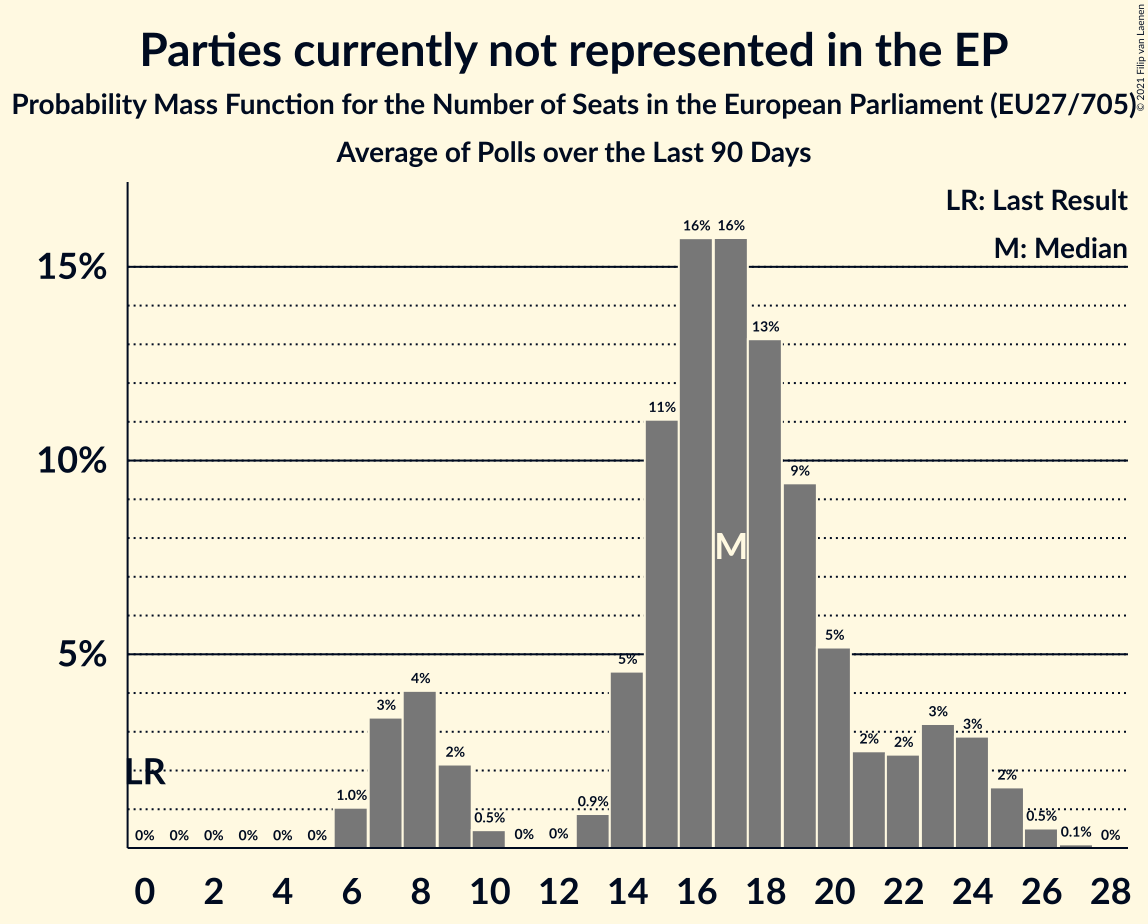 Parties currently not represented in the EP
Probability Mass Function for the Number of Seats in the European Parliament (EU27/705)
Average of Polls over the Last 90 Days
© 2021 Filip van Laenen
LR: Last Result
M: Median
15%
10%
5%
LR
M
0% 0% 0% 0% 0% 0% 1.0% 3% 4% 2% 0.5% 0% 0% 0.9% 5% 11% 16% 16% 13% 9% 5% 2% 2% 3% 3% 2% 0.5% 0.1% 0%
0 2 4 6 8 10 12 14 16 18 20 22 24 26 28